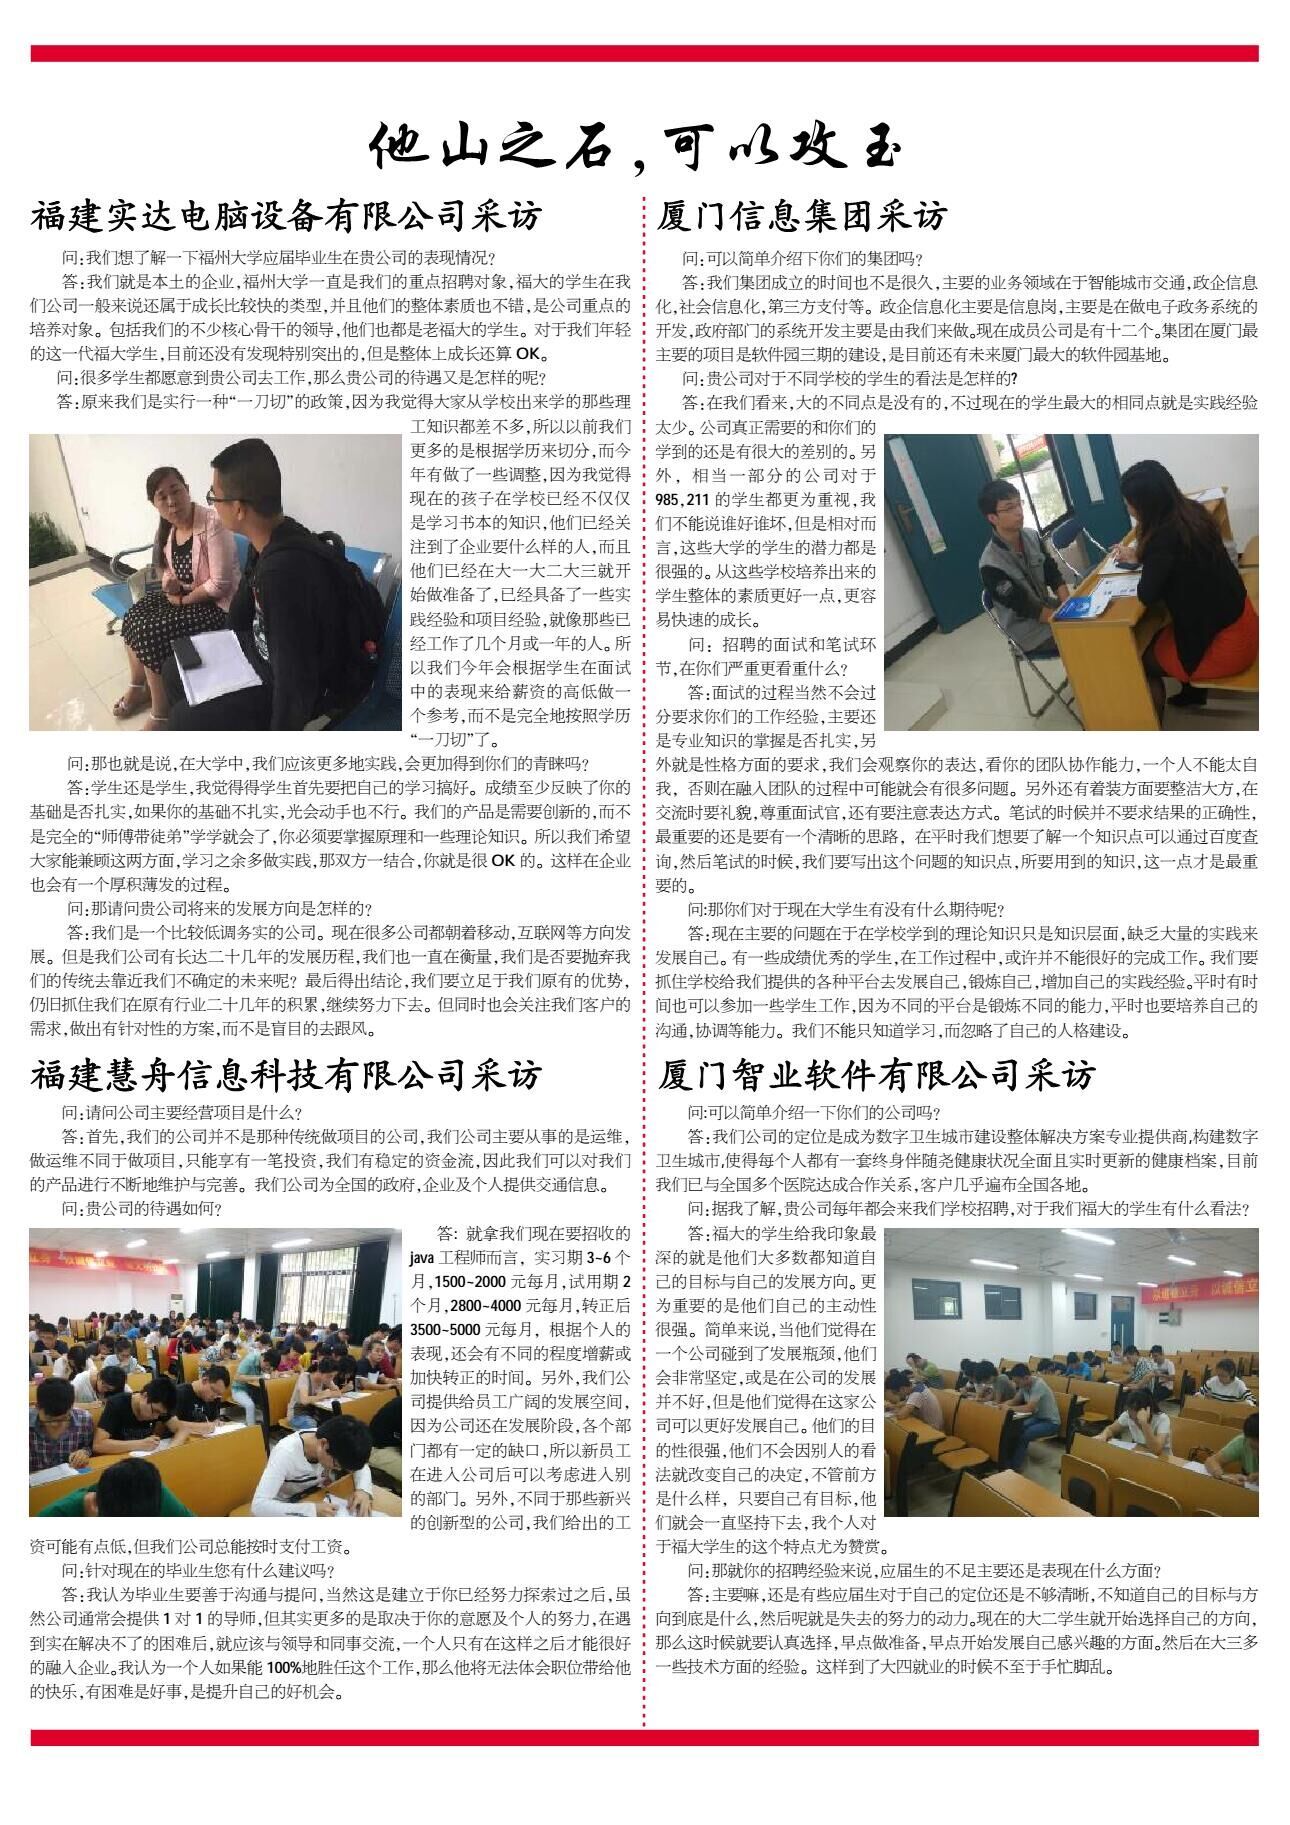 他山之石,可以攻玉
福建实达电脑设备有限公司采访
问:我们想了解一下福州大学应届毕业生在贵公司的表现情况?
答:我们就是本土的企业,福州大学一直是我们的重点招聘对象,福大的学生在我
们公司一般来说还属于成长比较快的类型,并且他们的整体素质也不错,是公司重点的
培养对象。包括我们的不少核心骨干的领导,他们也都是老福大的学生。对于我们年轻
的这一代福大学生,目前还没有发现特别突出的,但是整体上成长还算 OK。
问:很多学生都愿意到贵公司去工作,那么贵公司的待遇又是怎样的呢?
答:原来我们是实行一种“一刀切”的政策,因为我觉得大家从学校出来学的那些理
工知识都差不多,所以以前我们
更多的是根据学历来切分,而今
年有做了一些调整,因为我觉得
现在的孩子在学校已经不仅仅
是学习书本的知识,他们已经关
注到了企业要什么样的人,而且
他们已经在大一大二大三就开
始做准备了,已经具备了一些实
践经验和项目经验,就像那些已
经工作了几个月或一年的人。所
以我们今年会根据学生在面试
中的表现来给薪资的高低做一
个参考,而不是完全地按照学历
“一刀切”了。
问:那也就是说,在大学中,我们应该更多地实践,会更加得到你们的青睐吗?
答:学生还是学生,我觉得得学生首先要把自己的学习搞好。成绩至少反映了你的
基础是否扎实,如果你的基础不扎实,光会动手也不行。我们的产品是需要创新的,而不
是完全的“师傅带徒弟”学学就会了,你必须要掌握原理和一些理论知识。所以我们希望
大家能兼顾这两方面,学习之余多做实践,那双方一结合,你就是很 OK 的。这样在企业
也会有一个厚积薄发的过程。
问:那请问贵公司将来的发展方向是怎样的?
答:我们是一个比较低调务实的公司。现在很多公司都朝着移动,互联网等方向发
展。但是我们公司有长达二十几年的发展历程,我们也一直在衡量,我们是否要抛弃我
们的传统去靠近我们不确定的未来呢?最后得出结论,我们要立足于我们原有的优势,
仍旧抓住我们在原有行业二十几年的积累,继续努力下去。但同时也会关注我们客户的
需求,做出有针对性的方案,而不是盲目的去跟风。
福建慧舟信息科技有限公司采访
问:请问公司主要经营项目是什么?
答:首先,我们的公司并不是那种传统做项目的公司,我们公司主要从事的是运维,
做运维不同于做项目,只能享有一笔投资,我们有稳定的资金流,因此我们可以对我们
的产品进行不断地维护与完善。我们公司为全国的政府,企业及个人提供交通信息。
问:贵公司的待遇如何?
答:就拿我们现在要招收的
java 工程师而言,实习期 3~6 个
月,1500~2000 元每月,试用期 2
个月,2800~4000 元每月,转正后
3500~5000 元每月,根据个人的
表现,还会有不同的程度增薪或
加快转正的时间。另外,我们公
司提供给员工广阔的发展空间,
因为公司还在发展阶段,各个部
门都有一定的缺口,所以新员工
在进入公司后可以考虑进入别
的部门。另外,不同于那些新兴
的创新型的公司,我们给出的工
资可能有点低,但我们公司总能按时支付工资。
问:针对现在的毕业生您有什么建议吗?
答:我认为毕业生要善于沟通与提问,当然这是建立于你已经努力探索过之后,虽
然公司通常会提供 1 对 1 的导师,但其实更多的是取决于你的意愿及个人的努力,在遇
到实在解决不了的困难后,就应该与领导和同事交流,一个人只有在这样之后才能很好
的融入企业。我认为一个人如果能 100%地胜任这个工作,那么他将无法体会职位带给他
的快乐,有困难是好事,是提升自己的好机会。
厦门信息集团采访
问:可以简单介绍下你们的集团吗?
答:我们集团成立的时间也不是很久,主要的业务领域在于智能城市交通,政企信息
化,社会信息化,第三方支付等。政企信息化主要是信息岗,主要是在做电子政务系统的
开发,政府部门的系统开发主要是由我们来做。现在成员公司是有十二个。集团在厦门最
主要的项目是软件园三期的建设,是目前还有未来厦门最大的软件园基地。
问:贵公司对于不同学校的学生的看法是怎样的?
答:在我们看来,大的不同点是没有的,不过现在的学生最大的相同点就是实践经验
太少。公司真正需要的和你们的
学到的还是有很大的差别的。另
外,相当一部分的公司对于
985,211 的学生都更为重视,我
们不能说谁好谁坏,但是相对而
言,这些大学的学生的潜力都是
很强的。从这些学校培养出来的
学生整体的素质更好一点,更容
易快速的成长。
问:招聘的面试和笔试环
节,在你们严重更看重什么?
答:面试的过程当然不会过
分要求你们的工作经验,主要还
是专业知识的掌握是否扎实,另
外就是性格方面的要求,我们会观察你的表达,看你的团队协作能力,一个人不能太自
我,否则在融入团队的过程中可能就会有很多问题。另外还有着装方面要整洁大方,在
交流时要礼貌,尊重面试官,还有要注意表达方式。笔试的时候并不要求结果的正确性,
最重要的还是要有一个清晰的思路,在平时我们想要了解一个知识点可以通过百度查
询,然后笔试的时候,我们要写出这个问题的知识点,所要用到的知识,这一点才是最重
要的。
问:那你们对于现在大学生有没有什么期待呢?
答:现在主要的问题在于在学校学到的理论知识只是知识层面,缺乏大量的实践来
发展自己。有一些成绩优秀的学生,在工作过程中,或许并不能很好的完成工作。我们要
抓住学校给我们提供的各种平台去发展自己,锻炼自己,增加自己的实践经验。平时有时
间也可以参加一些学生工作,因为不同的平台是锻炼不同的能力,平时也要培养自己的
沟通,协调等能力。我们不能只知道学习,而忽略了自己的人格建设。
厦门智业软件有限公司采访
问:可以简单介绍一下你们的公司吗?
答:我们公司的定位是成为数字卫生城市建设整体解决方案专业提供商,构建数字
卫生城市,使得每个人都有一套终身伴随尧健康状况全面且实时更新的健康档案,目前
我们已与全国多个医院达成合作关系,客户几乎遍布全国各地。
问:据我了解,贵公司每年都会来我们学校招聘,对于我们福大的学生有什么看法?
答:福大的学生给我印象最
深的就是他们大多数都知道自
己的目标与自己的发展方向。更
为重要的是他们自己的主动性
很强。简单来说,当他们觉得在
一个公司碰到了发展瓶颈,他们
会非常坚定,或是在公司的发展
并不好,但是他们觉得在这家公
司可以更好发展自己。他们的目
的性很强,他们不会因别人的看
法就改变自己的决定,不管前方
是什么样,只要自己有目标,他
们就会一直坚持下去,我个人对
于福大学生的这个特点尤为赞赏。
问:那就你的招聘经验来说,应届生的不足主要还是表现在什么方面?
答:主要嘛,还是有些应届生对于自己的定位还是不够清晰,不知道自己的目标与方
向到底是什么,然后呢就是失去的努力的动力。现在的大二学生就开始选择自己的方向,
那么这时候就要认真选择,早点做准备,早点开始发展自己感兴趣的方面。然后在大三多
一些技术方面的经验。这样到了大四就业的时候不至于手忙脚乱。